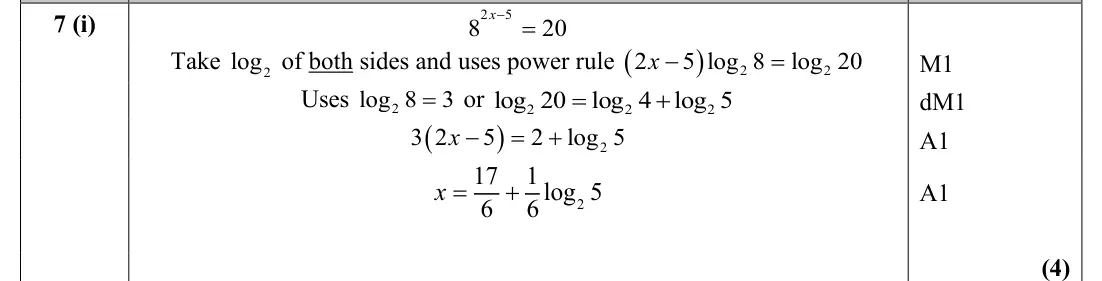 7 (i)
8^{2x−5} = 20
Take log₂ of both sides and uses power rule (2x − 5)log₂ 8 = log₂ 20 M1
Uses log₂ 8 = 3 or log₂ 20 = log₂ 4 + log₂ 5 dM1
3(2x − 5) = 2 + log₂ 5 A1
x = 17/6 + 1/6 log₂ 5 A1
(4)